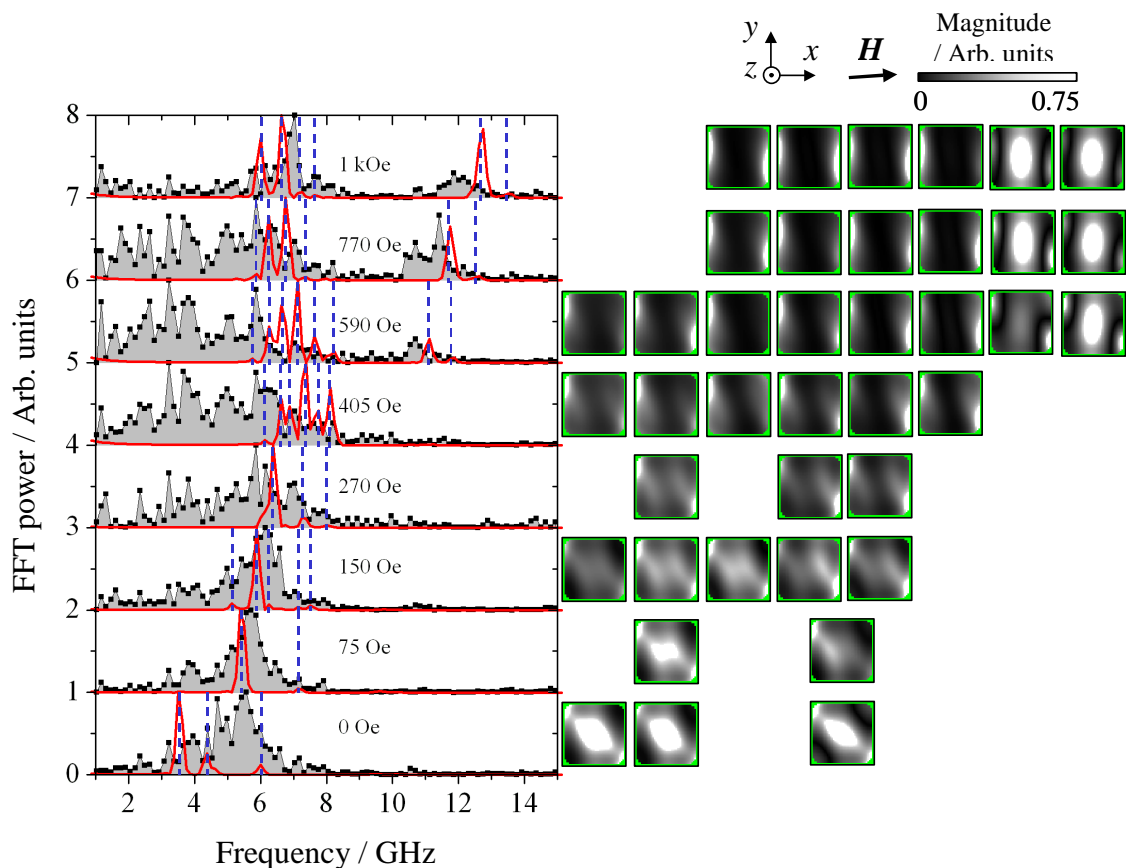 Magnitude
/ Arb. units
y
x
z
H
0
0.75
8
7
6
5
4
3
2
1
0
1 kOe
770 Oe
590 Oe
405 Oe
270 Oe
150 Oe
75 Oe
0 Oe
FFT power / Arb. units
2 4 6 8 10 12 14
Frequency / GHz